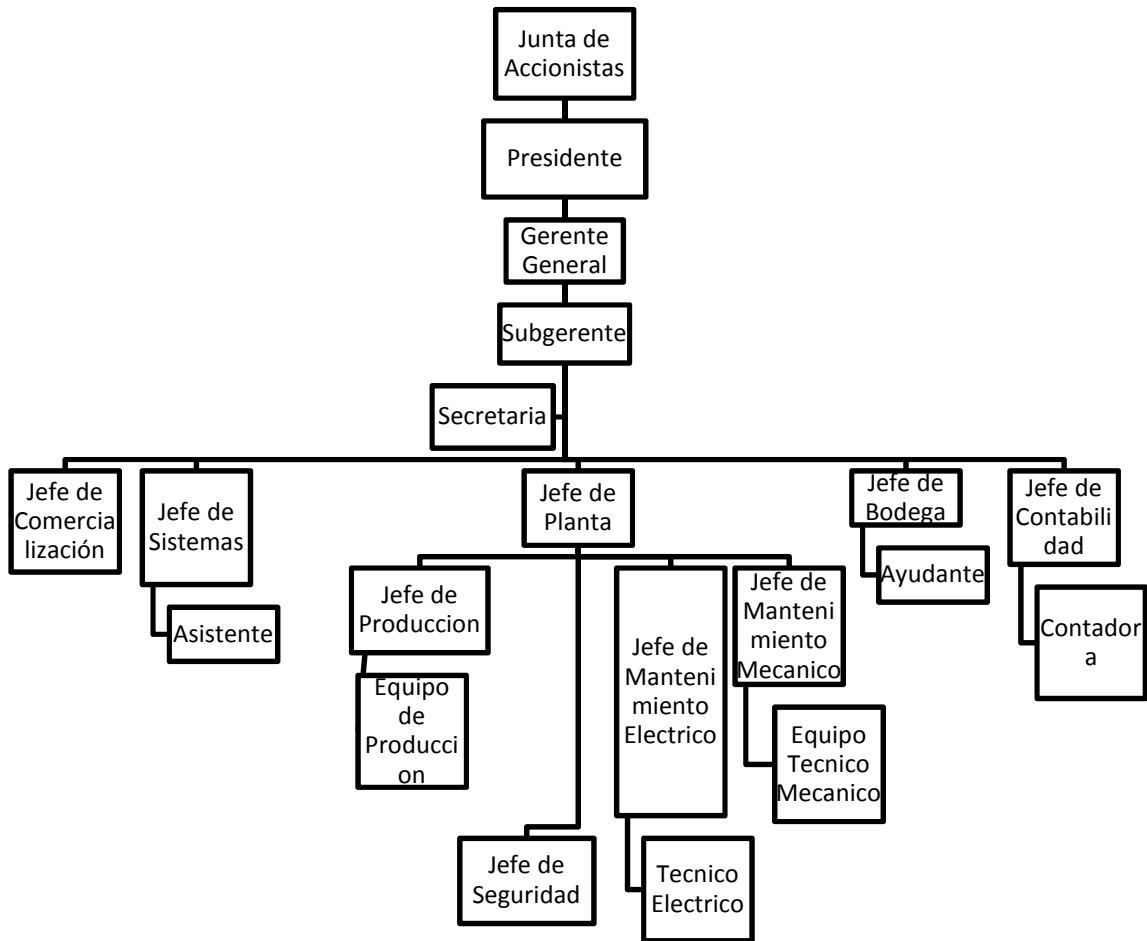 Junta de
Accionistas
Presidente
Gerente
General
Subgerente
Secretaria
Jefe de
Comercia
lización
Jefe de
Sistemas
Asistente
Jefe de
Planta
Jefe de
Produccion
Equipo
de
Producci
on
Jefe de
Seguridad
Jefe de
Manteni
miento
Electrico
Tecnico
Electrico
Jefe de
Manteni
miento
Mecanico
Equipo
Tecnico
Mecanico
Jefe de
Bodega
Ayudante
Jefe de
Contabili
dad
Contador
a